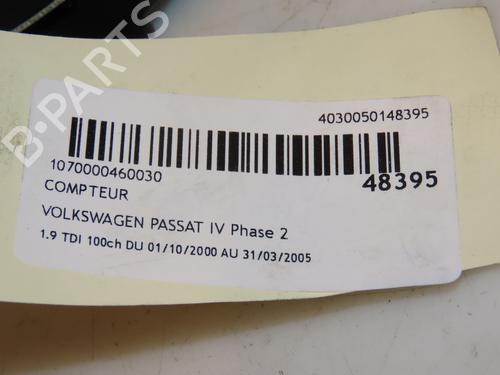 B-PARTS
4030050148395
1070000460030
48395
COMPTEUR
VOLKSWAGEN PASSAT IV Phase 2
1.9 TDI 100ch DU 01/10/2000 AU 31/03/2005